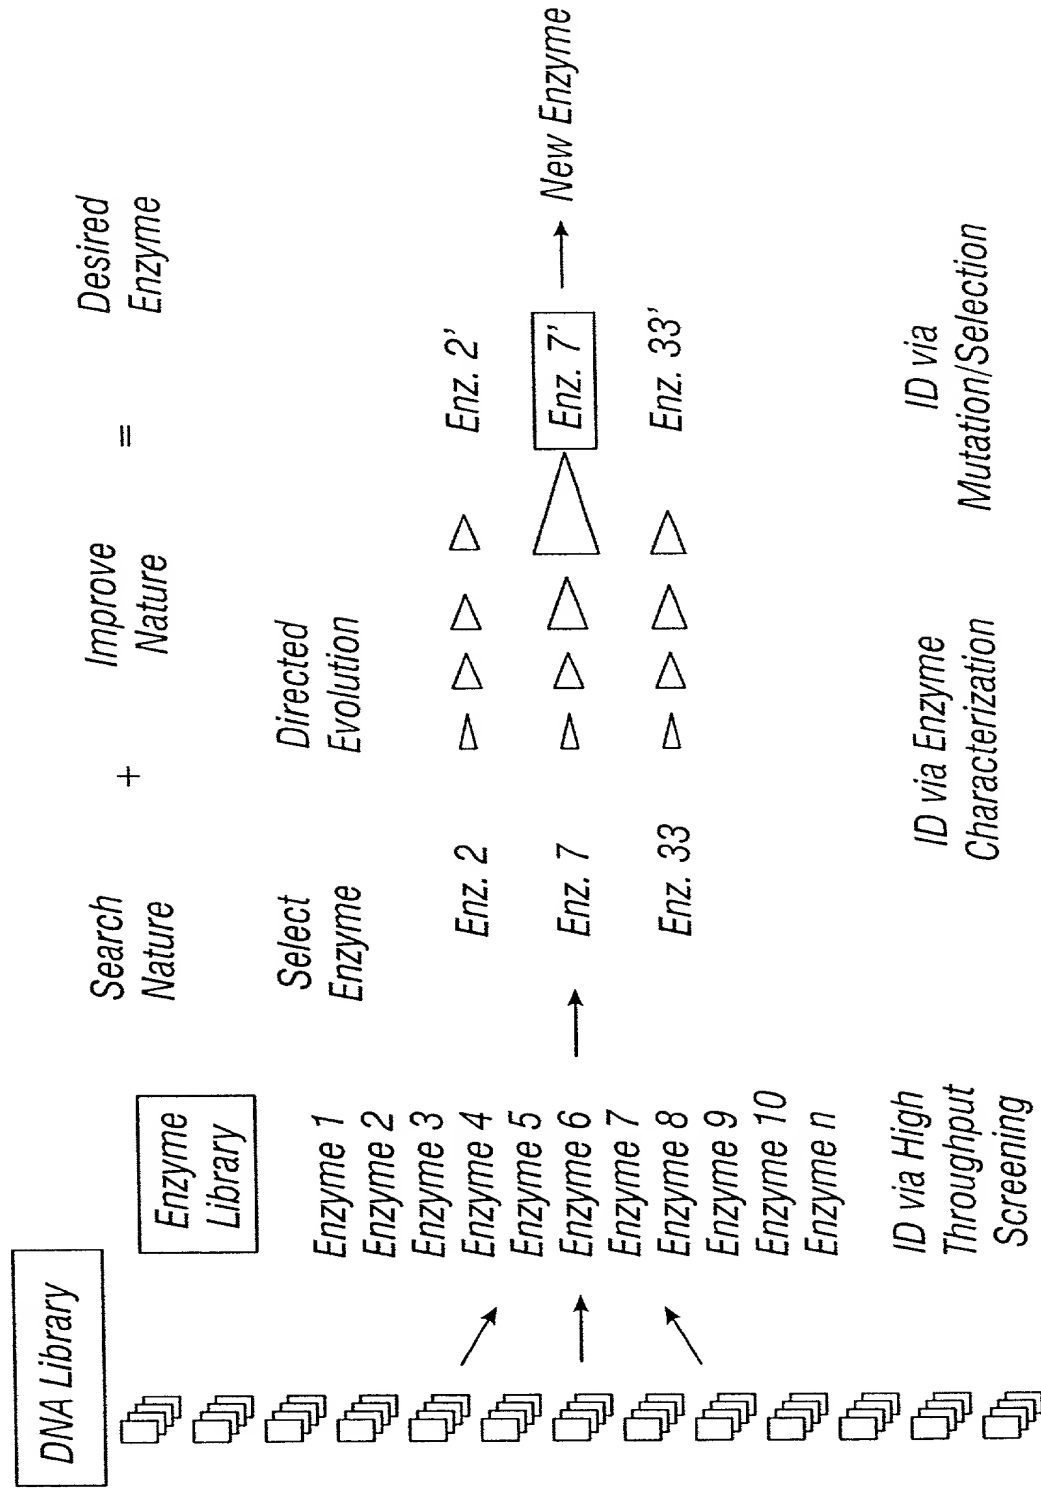 DNA Library
Enzyme
Library
Search
Nature
+
Improve
Nature
=
Desired
Enzyme
Select
Enzyme
Directed
Evolution
Enzyme 1
Enzyme 2
Enzyme 3
Enzyme 4
Enzyme 5
Enzyme 6
Enzyme 7
Enzyme 8
Enzyme 9
Enzyme 10
Enzyme n
Enz. 2
Enz. 7
Enz. 33
Enz. 2'
Enz. 7'
Enz. 33'
New Enzyme
ID via High
Throughput
Screening
ID via Enzyme
Characterization
ID via
Mutation/Selection